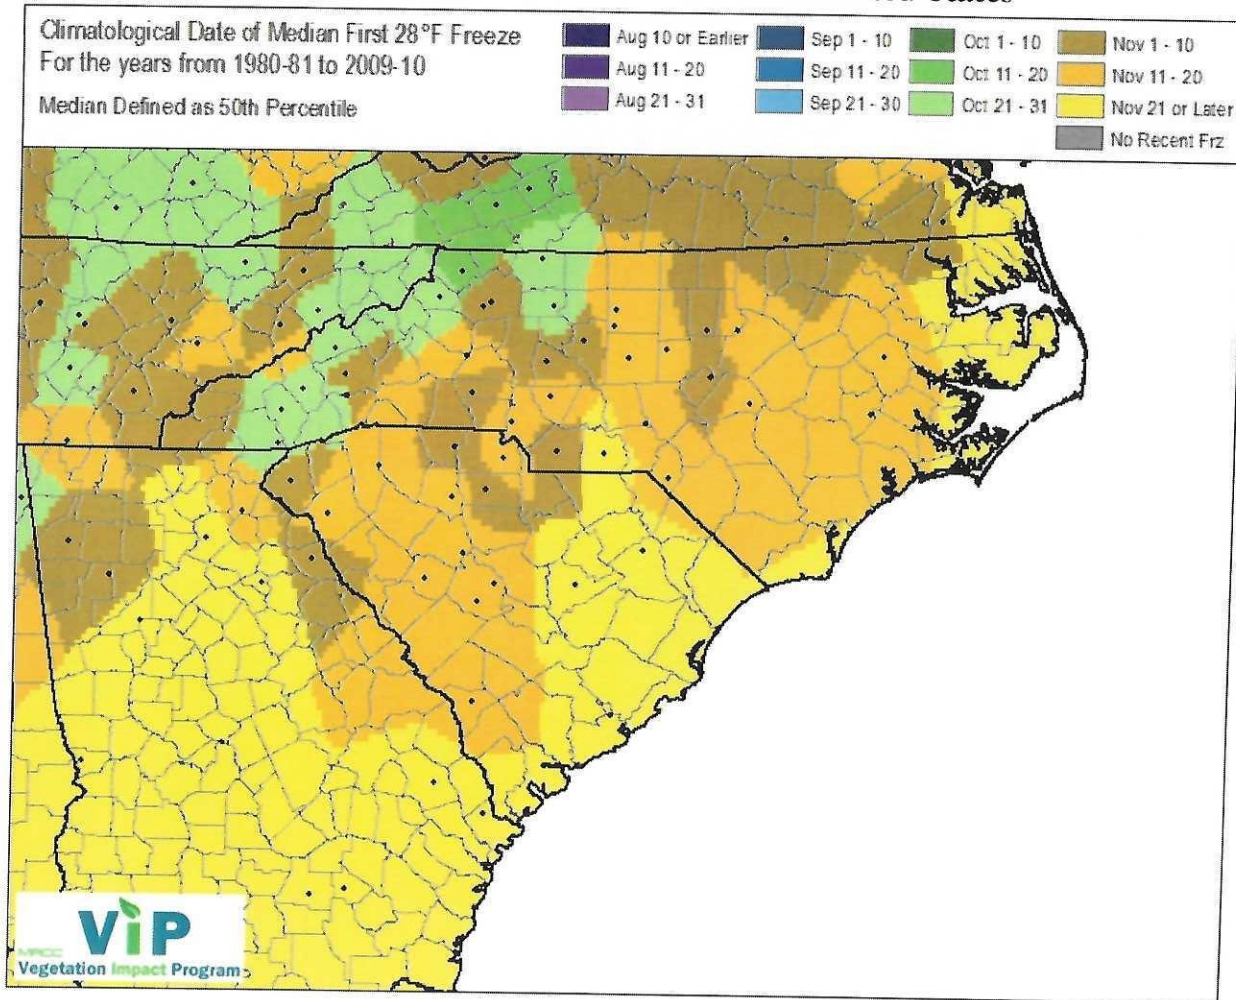 Climatological Date of Median First 28°F Freeze
For the years from 1980-81 to 2009-10
Median Defined as 50th Percentile
Aug 10 or Earlier
Aug 11 - 20
Aug 21 - 31
Sep 1 - 10
Sep 11 - 20
Sep 21 - 30
Oct 1 - 10
Oct 11 - 20
Oct 21 - 31
Nov 1 - 10
Nov 11 - 20
Nov 21 or Later
No Recent Frz
MRCC
ViP
Vegetation Impact Program